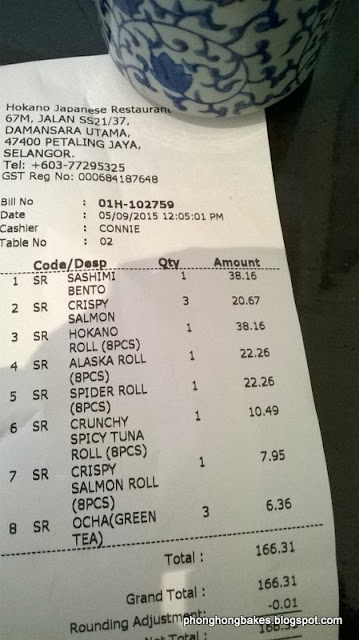 Hokano Japanese Restaurant
67M, JALAN SS21/37,
DAMANSARA UTAMA,
47400 PETALING JAYA,
SELANGOR.
Tel: +603-77295325
GST Reg No: 000684187648
Bill No : 01H-102759
Date : 05/09/2015 12:05:01 PM
Cashier : CONNIE
Table No : 02
Code/Desp Qty Amount
1 SR SASHIMI 1 38.16
BENTO
2 SR CRISPY 3 20.67
SALMON
3 SR HOKANO 1 38.16
ROLL (8PCS)
4 SR ALASKA ROLL 1 22.26
(8PCS)
5 SR SPIDER ROLL 1 22.26
(8PCS)
6 SR CRUNCHY 1 10.49
SPICY TUNA
ROLL (8PCS)
7 SR CRISPY 1 7.95
SALMON ROLL
(8PCS)
8 SR OCHA(GREEN 3 6.36
TEA)
Total : 166.31
Grand Total : 166.31
Rounding Adjustment: -0.01
Net Total :
phonghongbakes.blogspot.com